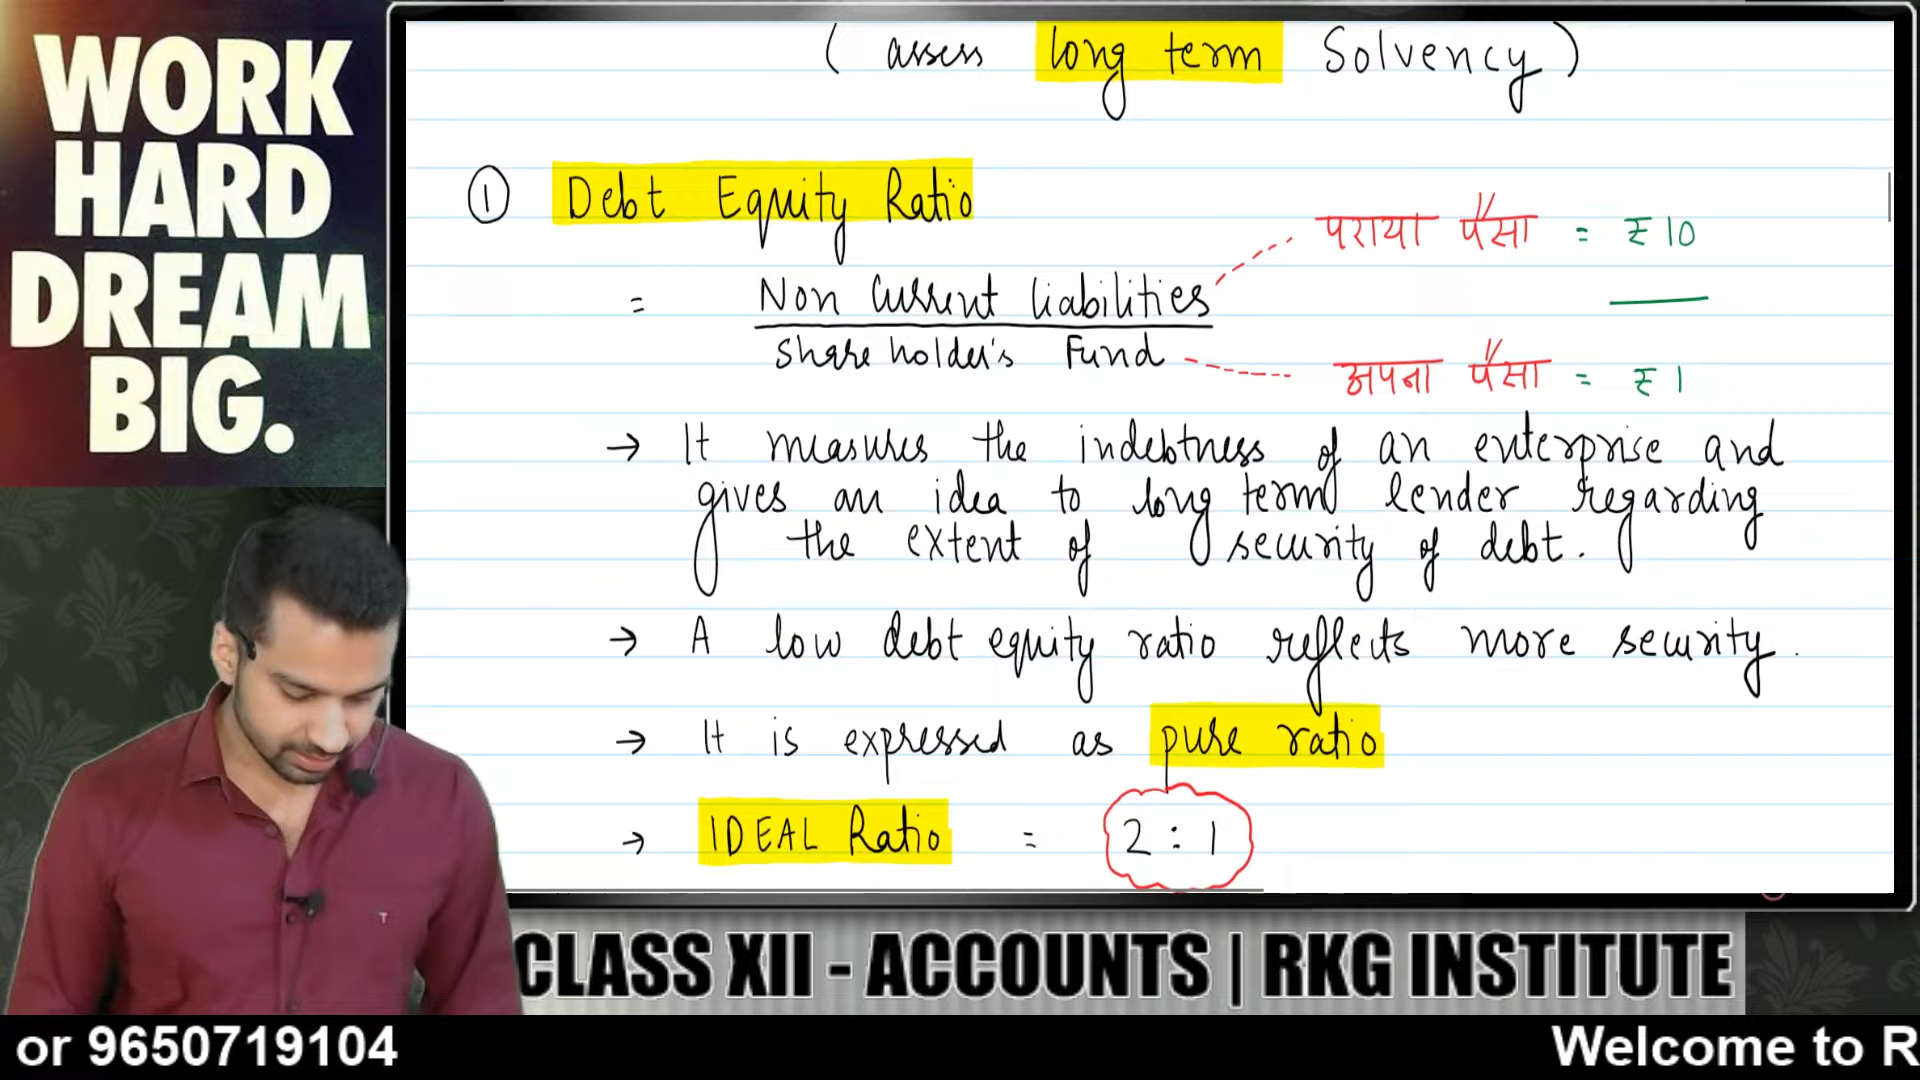 WORK
HARD
DREAM
BIG.
( assess long term Solvency )
① Debt Equity Ratio
= Non Current liabilities
Share holder's Fund
पराया पैसा = ₹ 10
अपना पैसा = ₹ 1
→ It measures the indebtness of an enterprise and
gives an idea to long term lender regarding
the extent of security of debt.
→ A low debt equity ratio reflects more security.
→ It is expressed as pure ratio
→ IDEAL Ratio = 2 : 1
T
CLASS XII - ACCOUNTS | RKG INSTITUTE
or 9650719104
Welcome to R